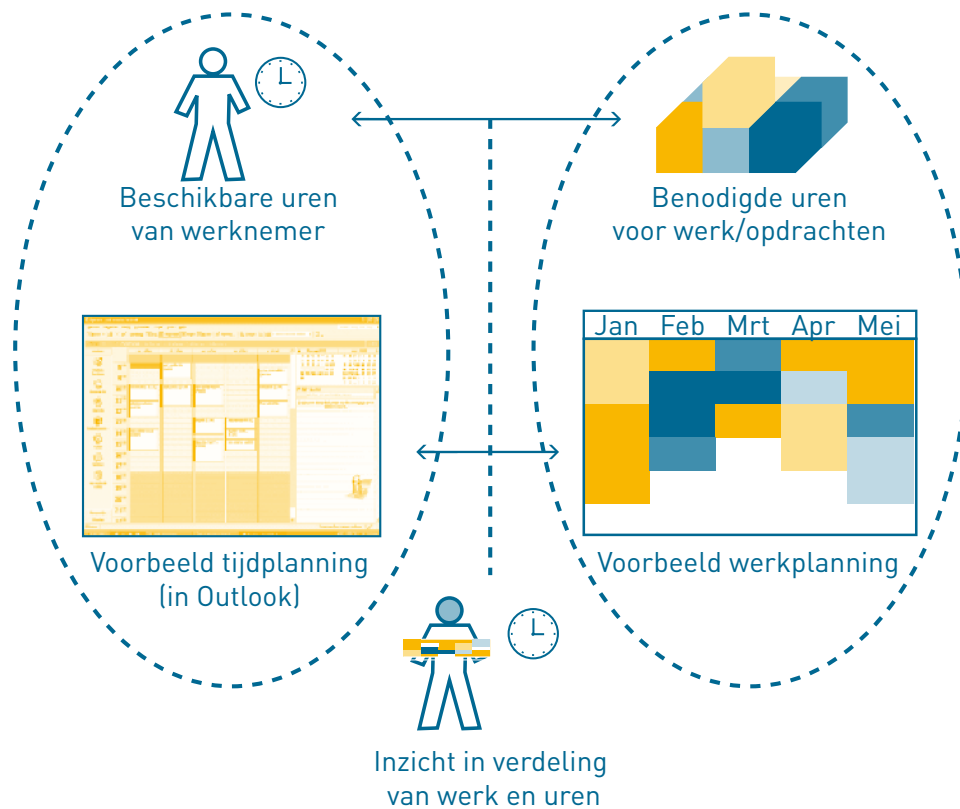 Beschikbare uren
van werknemer
Benodigde uren
voor werk/opdrachten
Jan Feb Mrt Apr Mei
Voorbeeld tijdplanning
(in Outlook)
Voorbeeld werkplanning
Inzicht in verdeling
van werk en uren